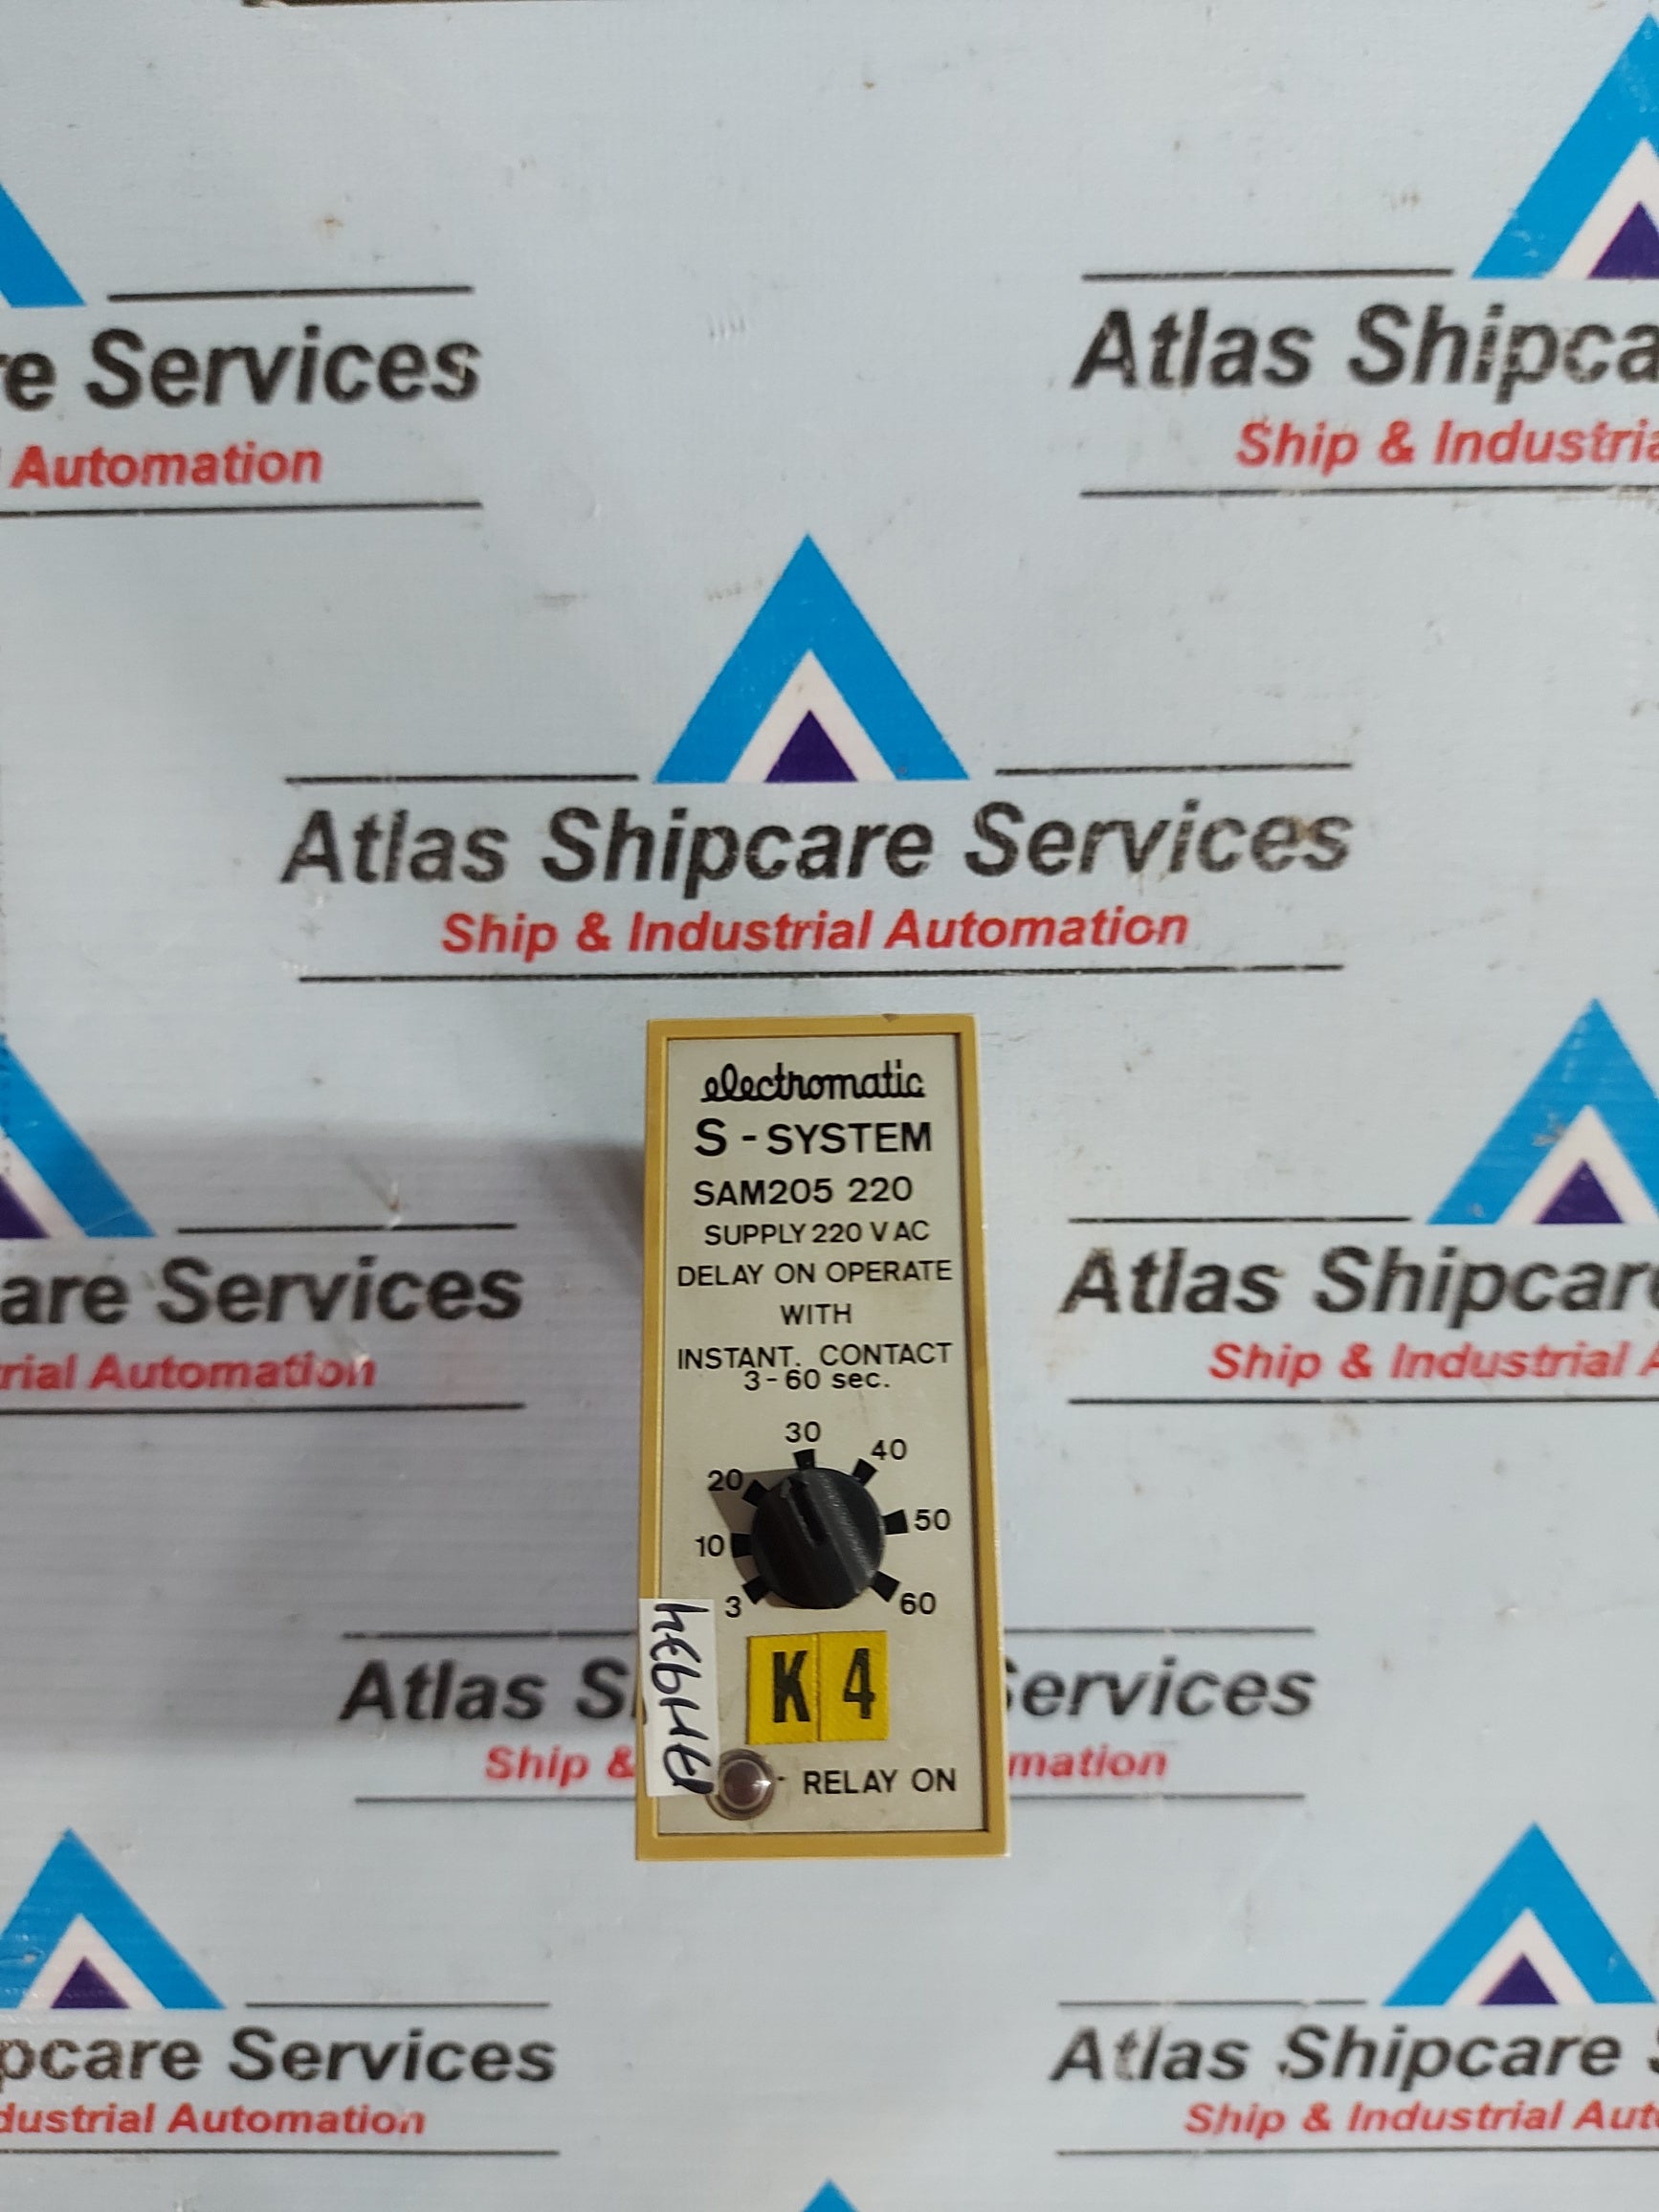 re Services
Automation
Atlas Shipca
Ship & Industria
Atlas Shipcare Services
Ship & Industrial Automation
electromatic
S-SYSTEM
SAM205 220
SUPPLY 220 V AC
DELAY ON OPERATE
WITH
INSTANT. CONTACT
3-60 sec.
30
40
20
50
10
3
60
K 4
RELAY ON
are Services
rial Automation
Atlas Shipcare
Ship & Industrial A
Atlas S
ervices
Ship &
mation
pcare Services
dustrial Automation
Atlas Shipcare S
Ship & Industrial Aut